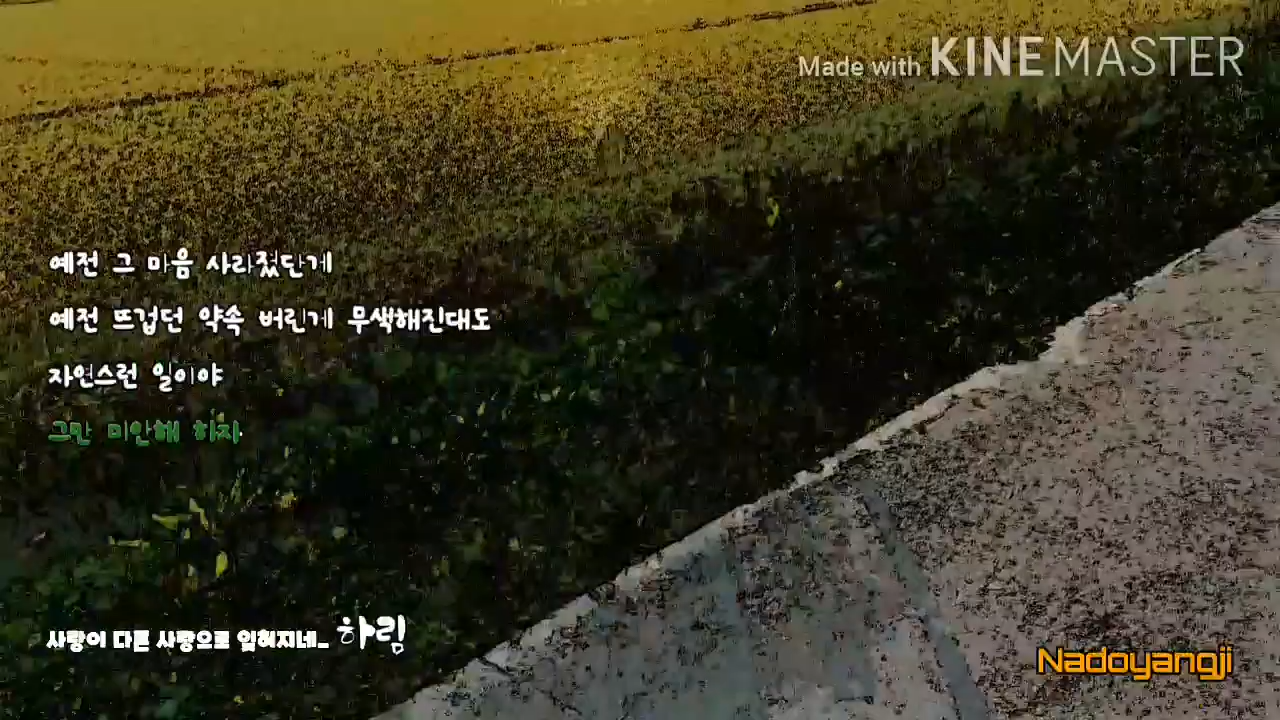 Made with KINEMASTER
예전 그 마음 사라졌단게
예전 뜨겁던 약속 버린게 무색해진대도
자연스런 일이야
그만 미안해 하자
사랑이 다른 사랑으로 잊혀지네_ 하림
Nadoyangji